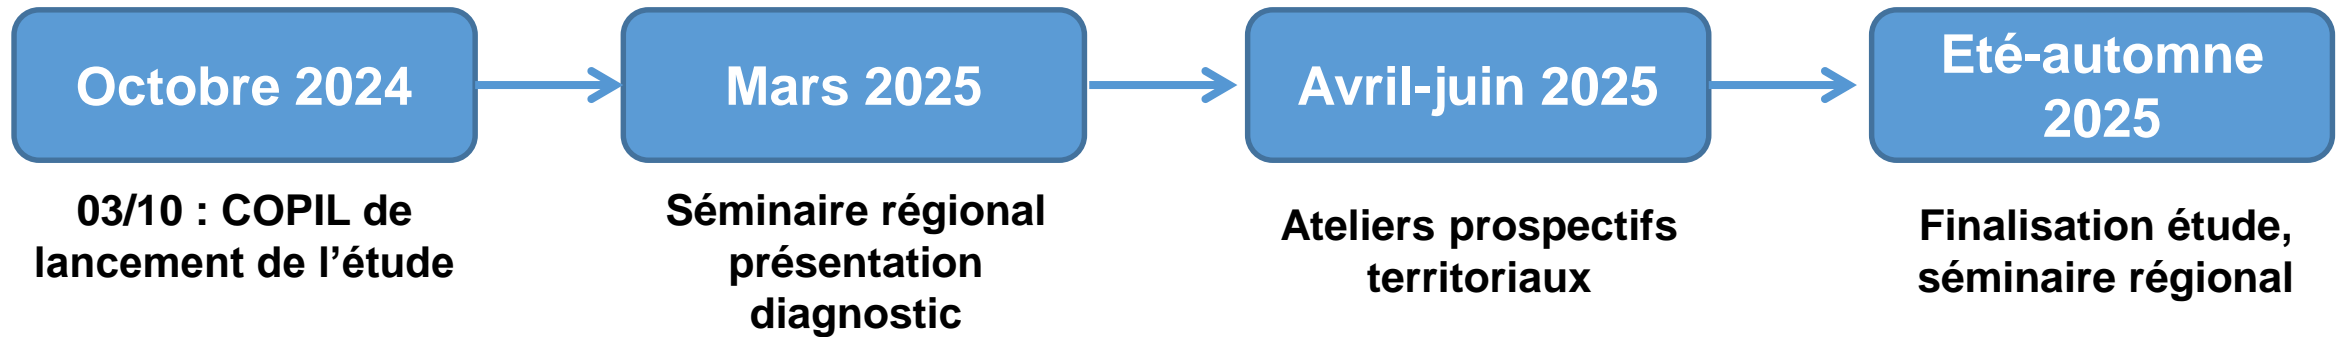 Octobre 2024
Mars 2025
Avril-juin 2025
Eté-automne
2025
03/10 : COPIL de
lancement de l’étude
Séminaire régional
présentation
diagnostic
Ateliers prospectifs
territoriaux
Finalisation étude,
séminaire régional